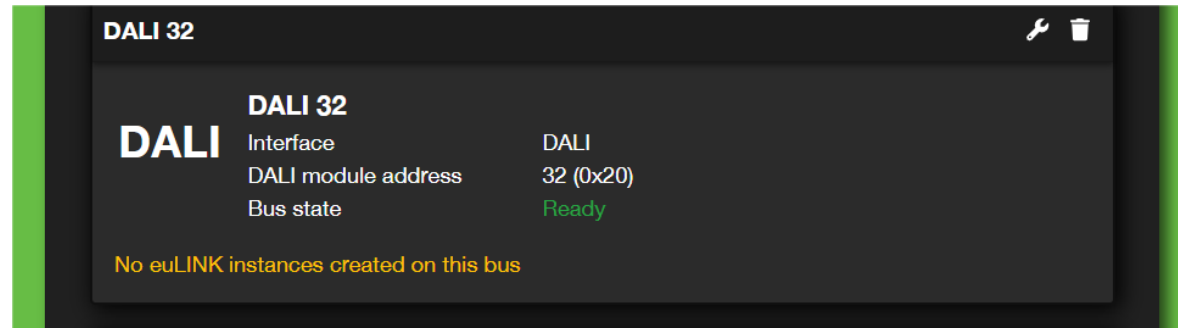 DALI 32
DALI
DALI 32
Interface DALI
DALI module address 32 (0x20)
Bus state Ready
No euLINK instances created on this bus